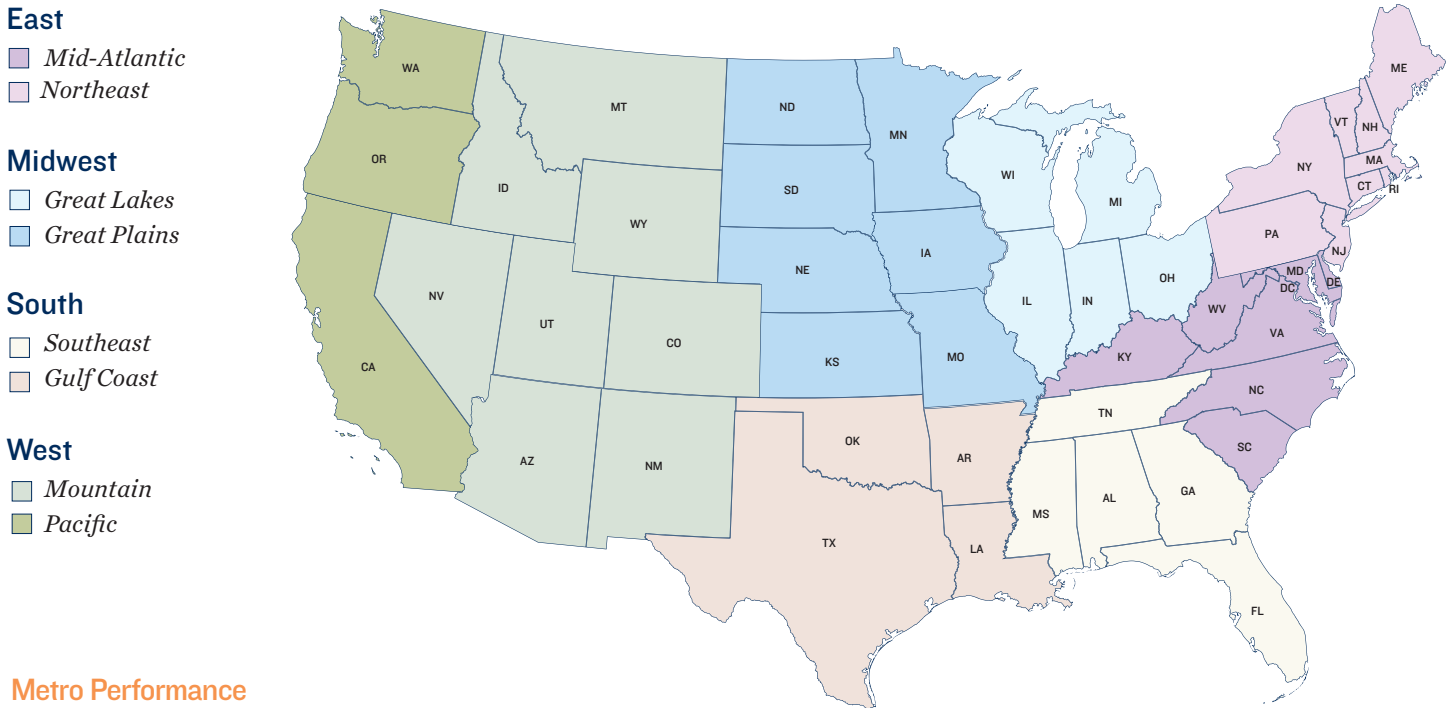 East
Mid-Atlantic
Northeast
Midwest
Great Lakes
Great Plains
South
Southeast
Gulf Coast
West
Mountain
Pacific
Metro Performance
WA
OR
CA
ID
NV
MT
WY
UT
CO
AZ
NM
ND
SD
NE
KS
MN
IA
MO
WI
MI
IL
IN
OH
OK
AR
TX
LA
MS
AL
GA
TN
FL
KY
WV
VA
NC
SC
MD
DC
DE
PA
NJ
NY
VT
NH
ME
MA
CT
RI